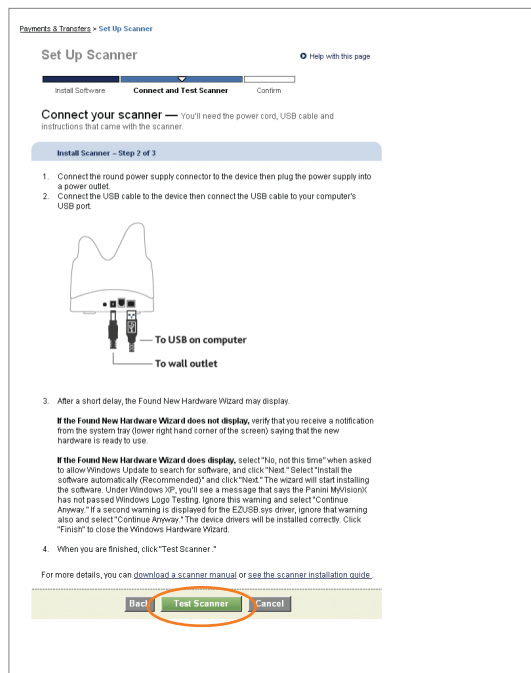 Payments & Transfers > Set Up Scanner
Set Up Scanner
Help with this page
Install Software Connect and Test Scanner Confirm
Connect your scanner — You'll need the power cord, USB cable and
instructions that came with the scanner.
Install Scanner – Step 2 of 3
1. Connect the round power supply connector to the device then plug the power supply into
a power outlet.
2. Connect the USB cable to the device then connect the USB cable to your computer's
USB port.
To USB on computer
To wall outlet
3. After a short delay, the Found New Hardware Wizard may display.
If the Found New Hardware Wizard does not display, verify that you receive a notification
from the system tray (lower right hand corner of the screen) saying that the new
hardware is ready to use.
If the Found New Hardware Wizard does display, select "No, not this time" when asked
to allow Windows Update to search for software, and click "Next." Select "Install the
software automatically (Recommended)" and click "Next." The wizard will start installing
the software. Under Windows XP, you'll see a message that says the Panini MyVisionX
has not passed Windows Logo Testing. Ignore this warning and select "Continue
Anyway." If a second warning is displayed for the EZUSB.sys driver, ignore that warning
also and select "Continue Anyway." The device drivers will be installed correctly. Click
"Finish" to close the Windows Hardware Wizard.
4. When you are finished, click "Test Scanner ."
For more details, you can download a scanner manual or see the scanner installation guide .
Back Test Scanner Cancel